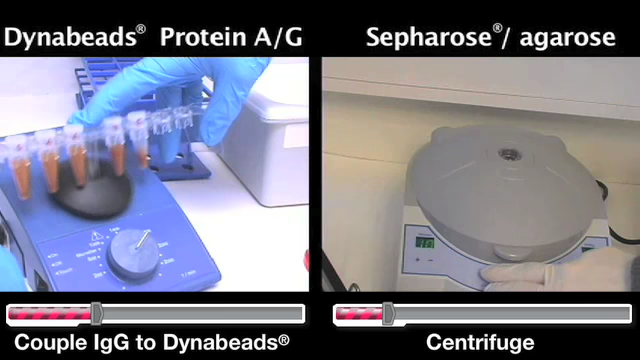 Dynabeads® Protein A/G
Sepharose®/ agarose
Couple IgG to Dynabeads®
Centrifuge